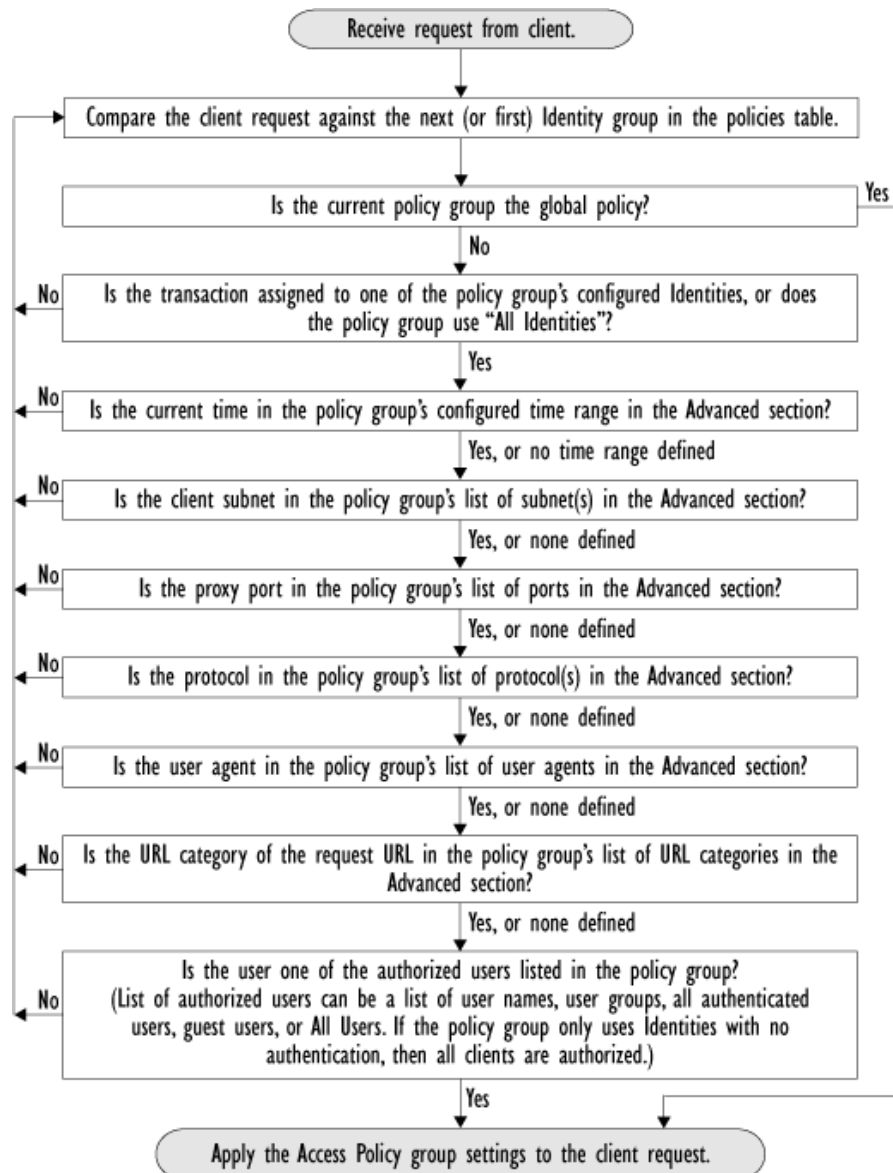 Receive request from client.
Compare the client request against the next (or first) Identity group in the policies table.
Yes
Is the current policy group the global policy?
No
No
Is the transaction assigned to one of the policy group's configured Identities, or does
the policy group use “All Identities”?
Yes
No
Is the current time in the policy group's configured time range in the Advanced section?
Yes, or no time range defined
No
Is the client subnet in the policy group's list of subnet(s) in the Advanced section?
Yes, or none defined
No
Is the proxy port in the policy group's list of ports in the Advanced section?
Yes, or none defined
No
Is the protocol in the policy group's list of protocol(s) in the Advanced section?
Yes, or none defined
No
Is the user agent in the policy group's list of user agents in the Advanced section?
Yes, or none defined
No
Is the URL category of the request URL in the policy group's list of URL categories in the
Advanced section?
Yes, or none defined
Is the user one of the authorized users listed in the policy group?
(List of authorized users can be a list of user names, user groups, all authenticated
No
users, guest users, or All Users. If the policy group only uses Identities with no
authentication, then all clients are authorized.)
Yes
Apply the Access Policy group settings to the client request.